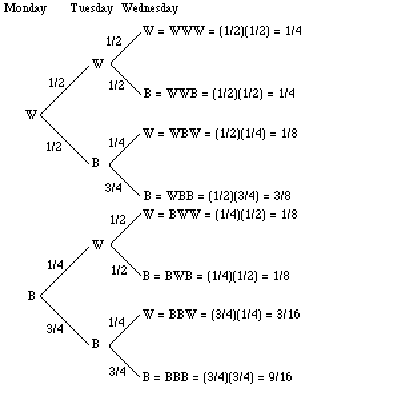 Monday Tuesday Wednesday
1/2 W = WWW = (1/2)(1/2) = 1/4
W
1/2 1/2 B = WWB = (1/2)(1/2) = 1/4
W
1/2 1/4 W = WBW = (1/2)(1/4) = 1/8
B
3/4 B = WBB = (1/2)(3/4) = 3/8
1/2 W = BWW = (1/4)(1/2) = 1/8
W
1/4 1/2 B = BWB = (1/4)(1/2) = 1/8
B
3/4 1/4 W = BBW = (3/4)(1/4) = 3/16
B
3/4 B = BBB = (3/4)(3/4) = 9/16